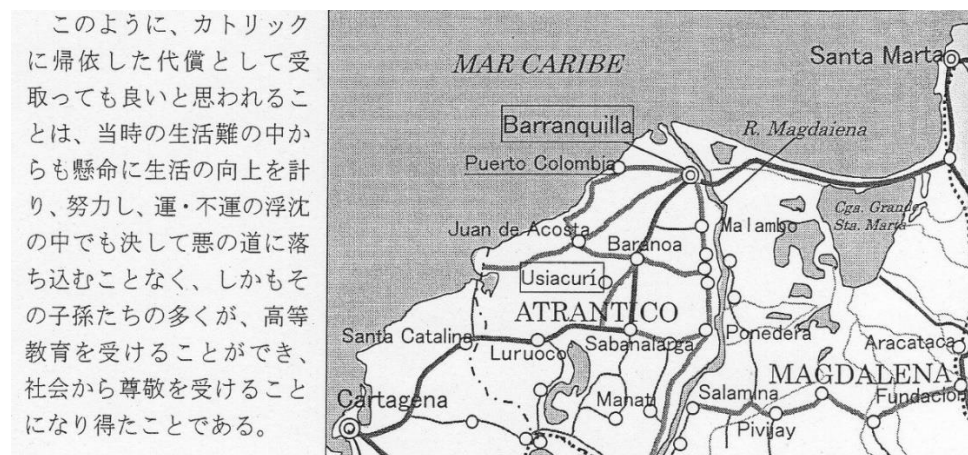 このように、カトリック
に帰依した代償として受
取っても良いと思われるこ
とは、当時の生活難の中か
らも懸命に生活の向上を計
り、努力し、運・不運の浮沈
の中でも決して悪の道に落
ち込むことなく、しかもそ
の子孫たちの多くが、高等
教育を受けることができ、
社会から尊敬を受けること
になり得たことである。
MAR CARIBE
Santa Marta
Barranquilla
R. Magdaiena
Puerto Colombia
Cga. Grande
Sta. Marta
Juan de Acosta
Malambo
Baranoa
Usiacurí
ATRANTICO
Santa Catalina
Luruoco
Sabanalarga
Ponedera
Aracataca
MAGDALENA
Cartagena
Manatí
Salamina
Fundación
Pivijay